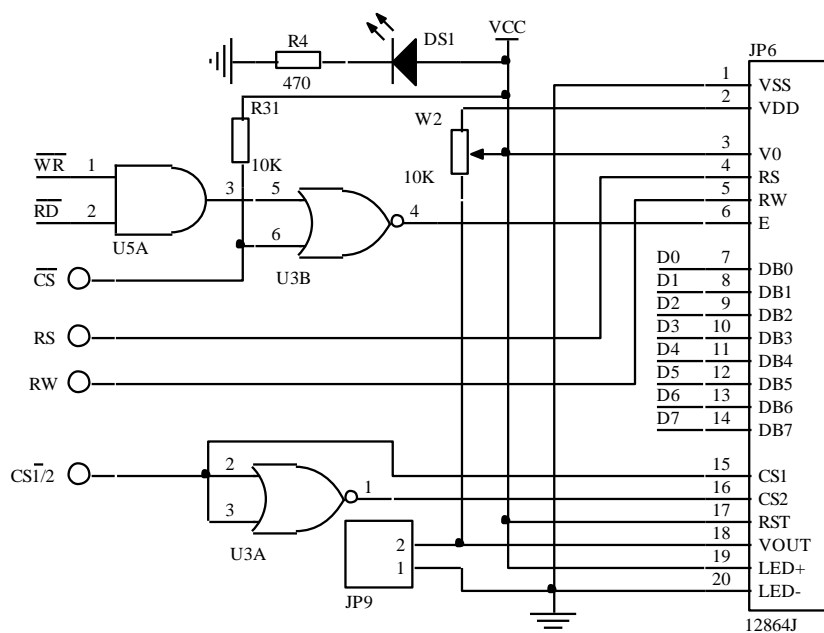 VCC
R4
DS1
470
JP6
1 VSS
2 VDD
R31
W2
10K
10K
3 V0
4 RS
5 RW
6 E
WR 1
RD 2
3
5
6
4
U5A
U3B
CS
RS
RW
D0 7 DB0
D1 8 DB1
D2 9 DB2
D3 10 DB3
D4 11 DB4
D5 12 DB5
D6 13 DB6
D7 14 DB7
CS1/2
2
3
1
U3A
15 CS1
16 CS2
17 RST
18 VOUT
19 LED+
20 LED-
2
1
JP9
12864J